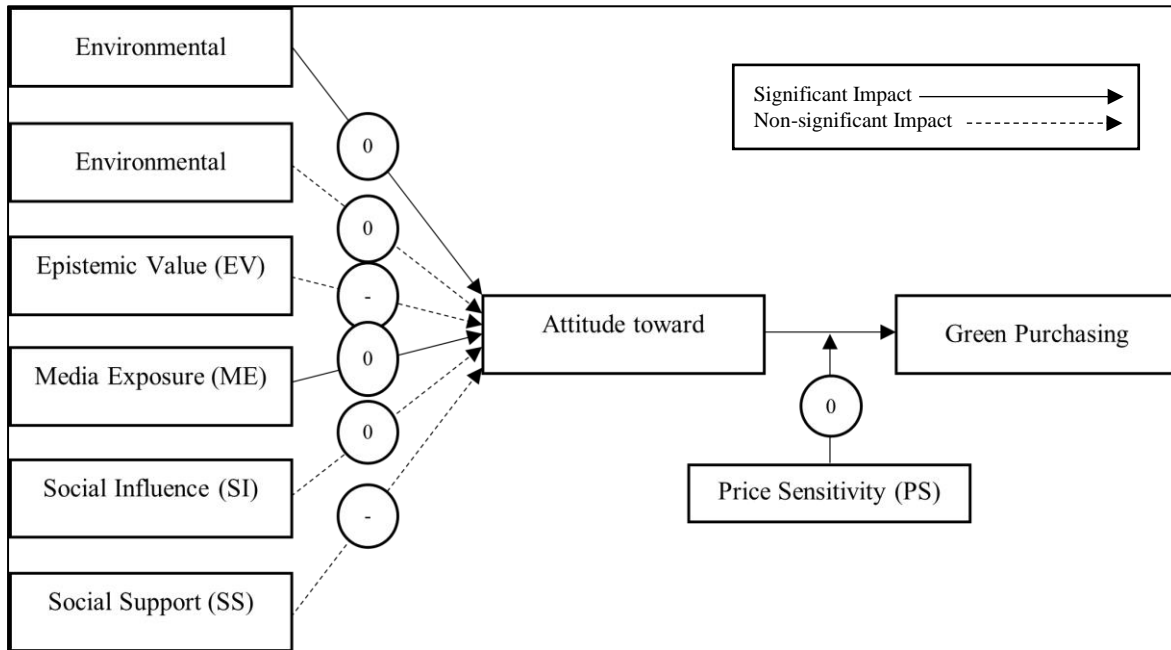 Environmental
Significant Impact
Non-significant Impact
0
Environmental
0
Epistemic Value (EV)
-
Attitude toward
Green Purchasing
Media Exposure (ME)
0
0
0
Social Influence (SI)
Price Sensitivity (PS)
-
Social Support (SS)